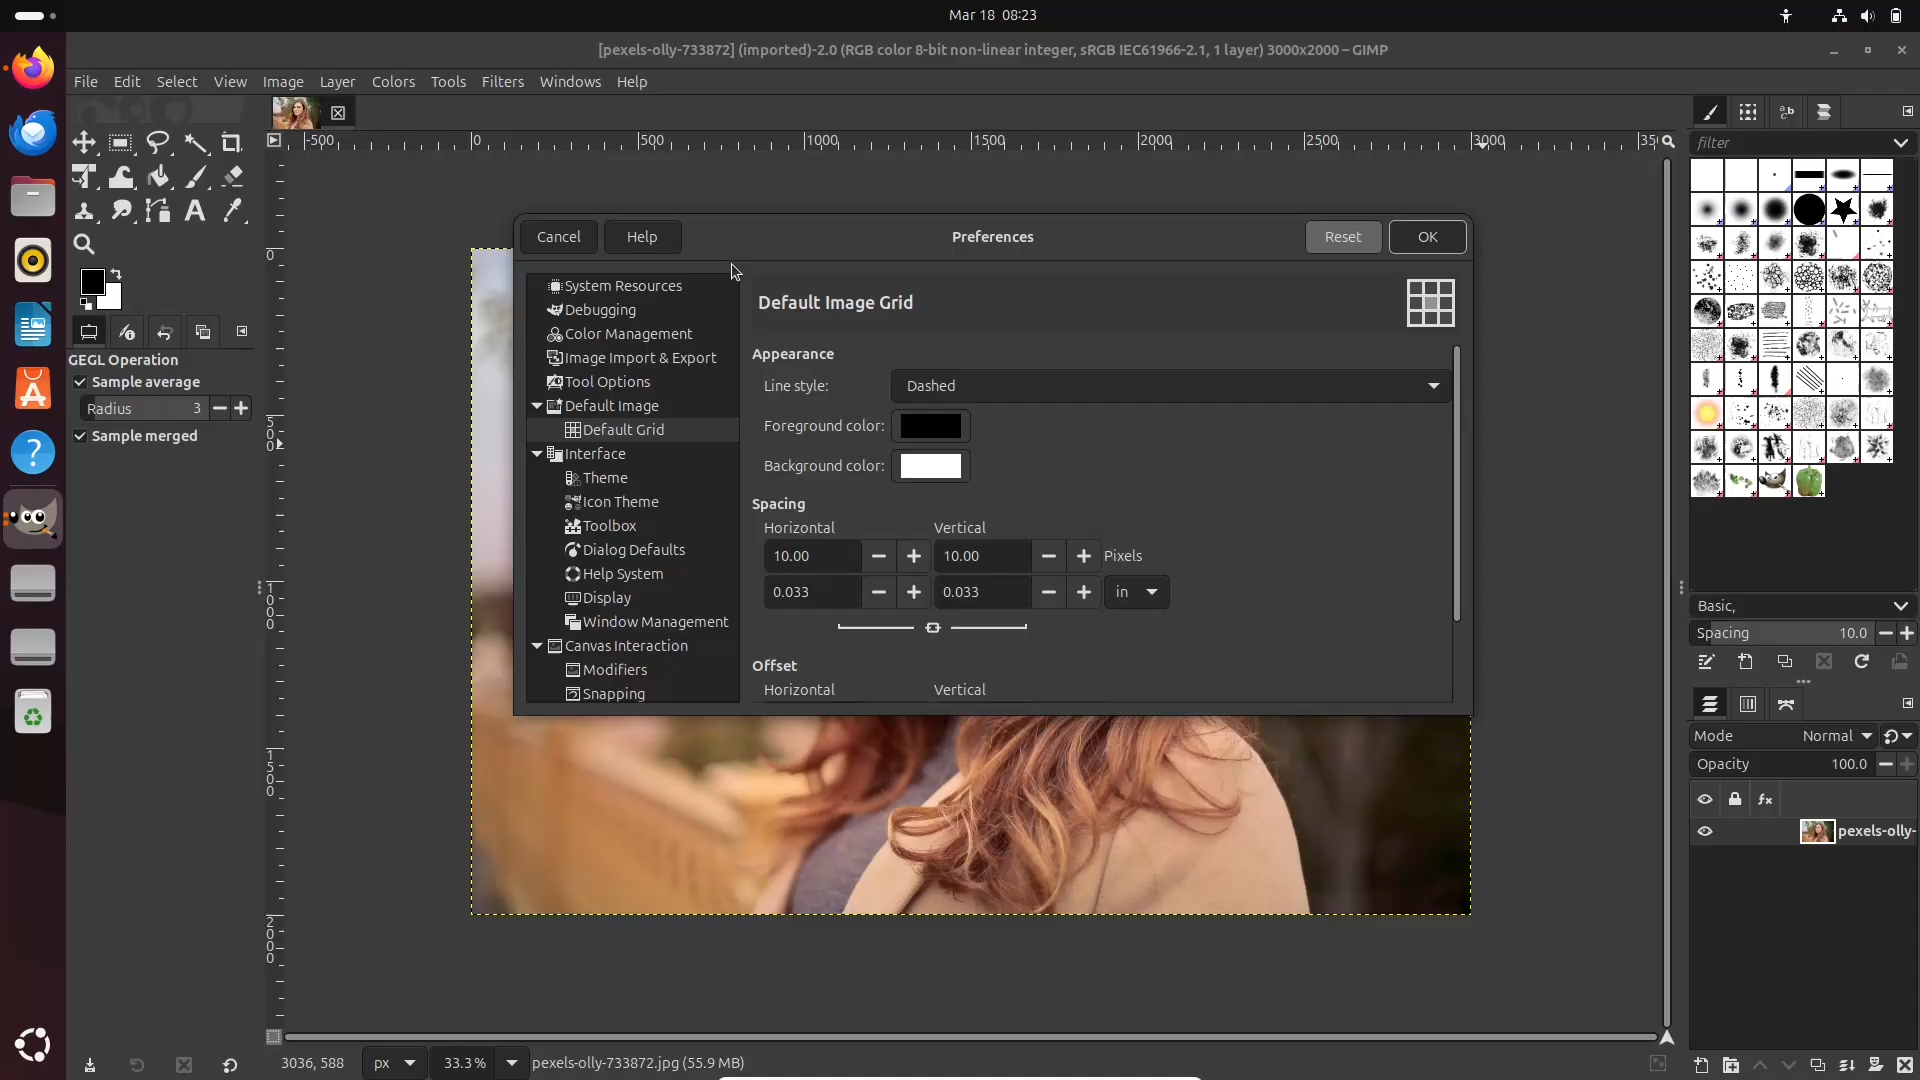 Mar 18 08:23
[pexels-olly-733872] (imported)-2.0 (RGB color 8-bit non-linear integer, sRGB IEC61966-2.1, 1 layer) 3000x2000 – GIMP
File Edit Select View Image Layer Colors Tools Filters Windows Help
-500 0 500 1000 1500 2000 2500 3000 35
filter
0
500
1000
1500
2000
GEGL Operation
Sample average
Radius 3
Sample merged
Cancel Help Preferences Reset OK
System Resources
Debugging
Color Management
Image Import & Export
Tool Options
Default Image
Default Grid
Interface
Theme
Icon Theme
Toolbox
Dialog Defaults
Help System
Display
Window Management
Canvas Interaction
Modifiers
Snapping
Default Image Grid
Appearance
Line style: Dashed
Foreground color:
Background color:
Spacing
Horizontal Vertical
10.00 10.00 Pixels
0.033 0.033 in
Offset
Horizontal Vertical
Basic,
Spacing 10.0
Mode Normal
Opacity 100.0
fx
pexels-olly-
3036, 588 px 33.3 % pexels-olly-733872.jpg (55.9 MB)